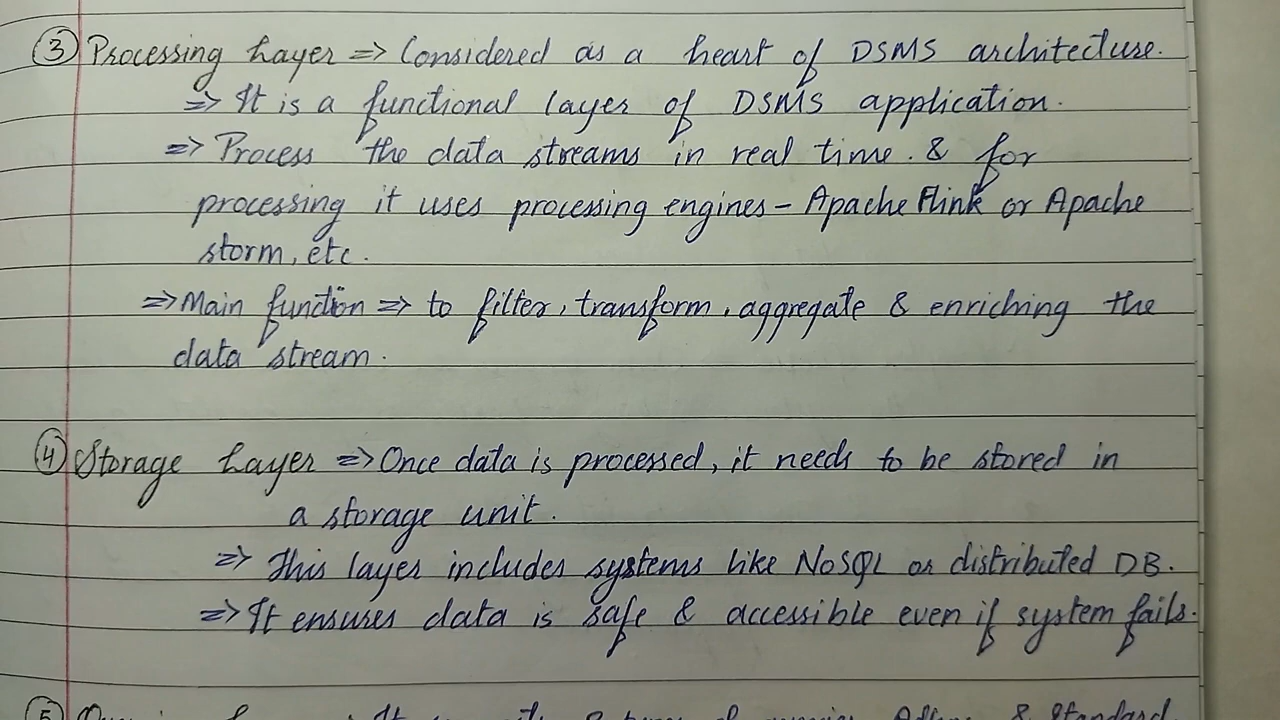 ③ Processing Layer => Considered as a heart of DSMS architecture.
=> It is a functional layer of DSMS application.
=> Process the data streams in real time. & for
processing it uses processing engines - Apache Flink or Apache
storm, etc.
=> Main function => to filter, transform, aggregate & enriching the
data stream.
④ Storage Layer => Once data is processed, it needs to be stored in
a storage unit.
=> This layer includes systems like NoSQL or distributed DB.
=> It ensures data is safe & accessible even if system fails.
⑤ It & Standard